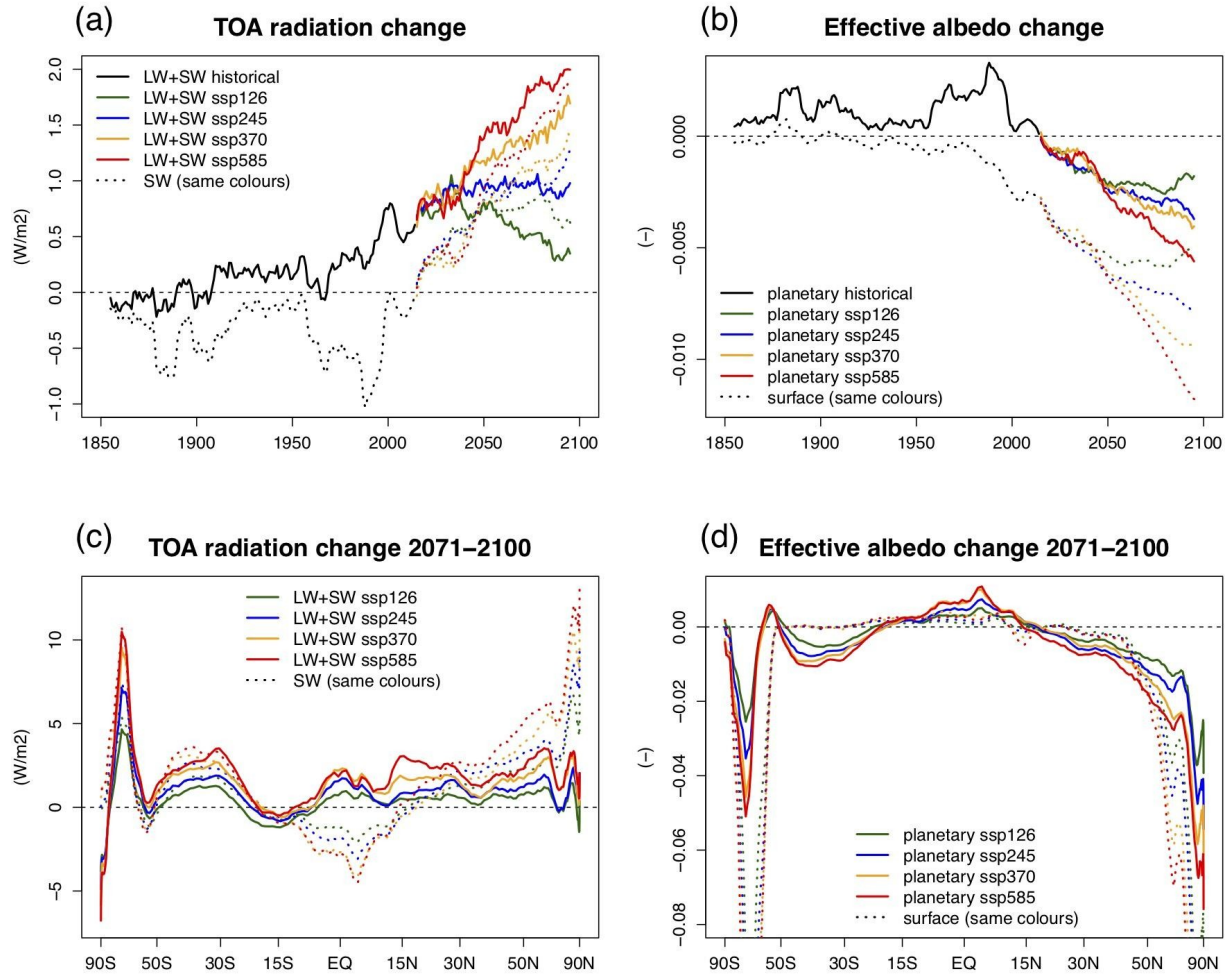 (a)
TOA radiation change
2.0
1.5
1.0
0.5
0.0
−0.5
−1.0
(W/m2)
LW+SW historical
LW+SW ssp126
LW+SW ssp245
LW+SW ssp370
LW+SW ssp585
SW (same colours)
1850 1900 1950 2000 2050 2100
(b)
Effective albedo change
0.000
−0.005
−0.010
(−)
planetary historical
planetary ssp126
planetary ssp245
planetary ssp370
planetary ssp585
surface (same colours)
1850 1900 1950 2000 2050 2100
(c)
TOA radiation change 2071−2100
10
5
0
−5
(W/m2)
LW+SW ssp126
LW+SW ssp245
LW+SW ssp370
LW+SW ssp585
SW (same colours)
90S 50S 30S 15S EQ 15N 30N 50N 90N
(d)
Effective albedo change 2071−2100
0.00
−0.02
−0.04
−0.06
−0.08
(−)
planetary ssp126
planetary ssp245
planetary ssp370
planetary ssp585
surface (same colours)
90S 50S 30S 15S EQ 15N 30N 50N 90N